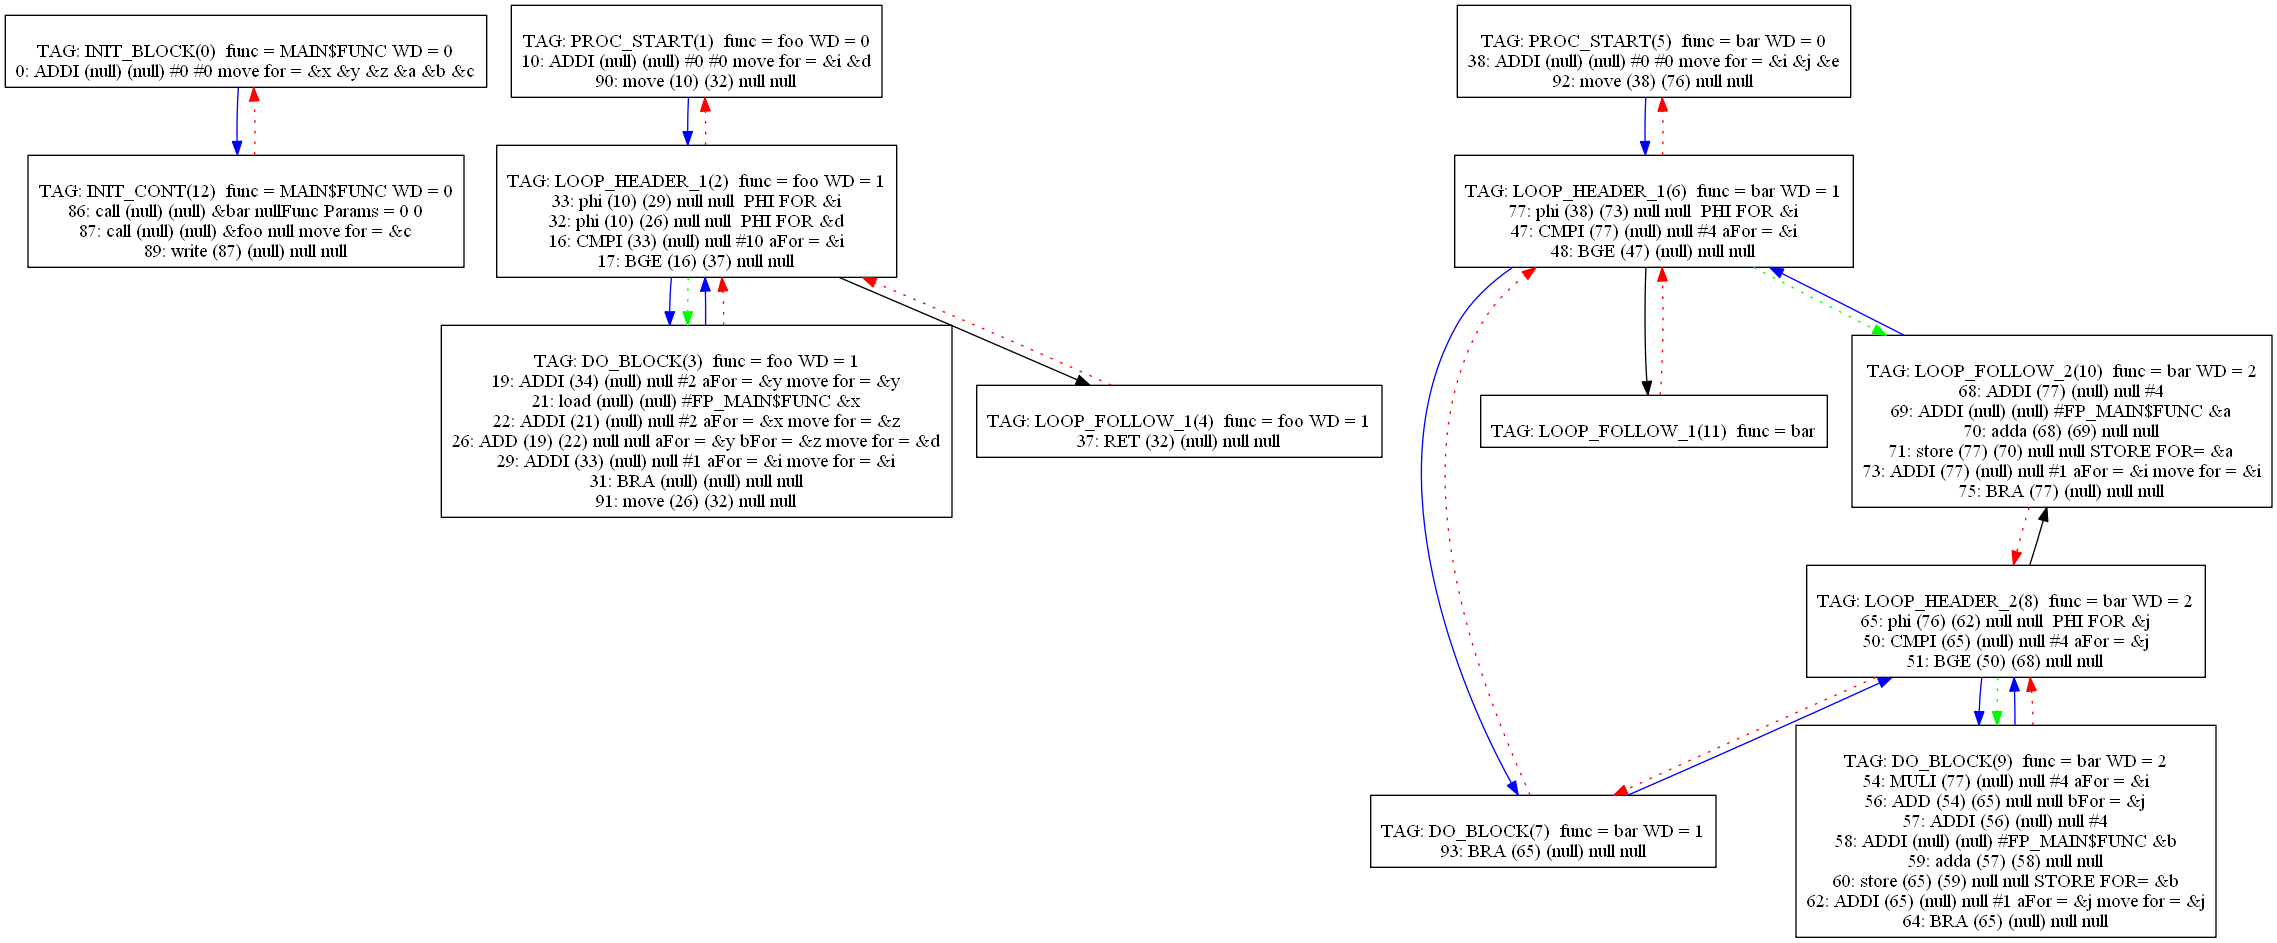 TAG: INIT_BLOCK(0)  func = MAIN$FUNC WD = 0
0: ADDI (null) (null) #0 #0 move for = &x &y &z &a &b &c
TAG: INIT_CONT(12)  func = MAIN$FUNC WD = 0
86: call (null) (null) &bar nullFunc Params = 0 0
87: call (null) (null) &foo null move for = &c
89: write (87) (null) null null
TAG: PROC_START(1)  func = foo WD = 0
10: ADDI (null) (null) #0 #0 move for = &i &d
90: move (10) (32) null null
TAG: LOOP_HEADER_1(2)  func = foo WD = 1
33: phi (10) (29) null null  PHI FOR &i
32: phi (10) (26) null null  PHI FOR &d
16: CMPI (33) (null) null #10 aFor = &i
17: BGE (16) (37) null null
TAG: DO_BLOCK(3)  func = foo WD = 1
19: ADDI (34) (null) null #2 aFor = &y move for = &y
21: load (null) (null) #FP_MAIN$FUNC &x
22: ADDI (21) (null) null #2 aFor = &x move for = &z
26: ADD (19) (22) null null aFor = &y bFor = &z move for = &d
29: ADDI (33) (null) null #1 aFor = &i move for = &i
31: BRA (null) (null) null null
91: move (26) (32) null null
TAG: LOOP_FOLLOW_1(4)  func = foo WD = 1
37: RET (32) (null) null null
TAG: PROC_START(5)  func = bar WD = 0
38: ADDI (null) (null) #0 #0 move for = &i &j &e
92: move (38) (76) null null
TAG: LOOP_HEADER_1(6)  func = bar WD = 1
77: phi (38) (73) null null  PHI FOR &i
47: CMPI (77) (null) null #4 aFor = &i
48: BGE (47) (null) null null
TAG: LOOP_FOLLOW_1(11)  func = bar
TAG: LOOP_FOLLOW_2(10)  func = bar WD = 2
68: ADDI (77) (null) null #4
69: ADDI (null) (null) #FP_MAIN$FUNC &a
70: adda (68) (69) null null
71: store (77) (70) null null STORE FOR= &a
73: ADDI (77) (null) null #1 aFor = &i move for = &i
75: BRA (77) (null) null null
TAG: LOOP_HEADER_2(8)  func = bar WD = 2
65: phi (76) (62) null null  PHI FOR &j
50: CMPI (65) (null) null #4 aFor = &j
51: BGE (50) (68) null null
TAG: DO_BLOCK(7)  func = bar WD = 1
93: BRA (65) (null) null null
TAG: DO_BLOCK(9)  func = bar WD = 2
54: MULI (77) (null) null #4 aFor = &i
56: ADD (54) (65) null null bFor = &j
57: ADDI (56) (null) null #4
58: ADDI (null) (null) #FP_MAIN$FUNC &b
59: adda (57) (58) null null
60: store (65) (59) null null STORE FOR= &b
62: ADDI (65) (null) null #1 aFor = &j move for = &j
64: BRA (65) (null) null null